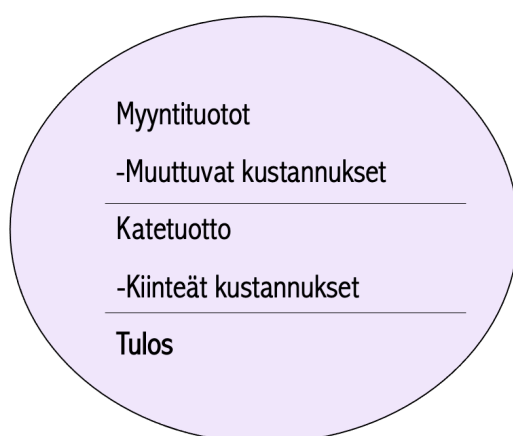 Myyntituotot
-Muuttuvat kustannukset
Katetuotto
-Kiinteät kustannukset
Tulos